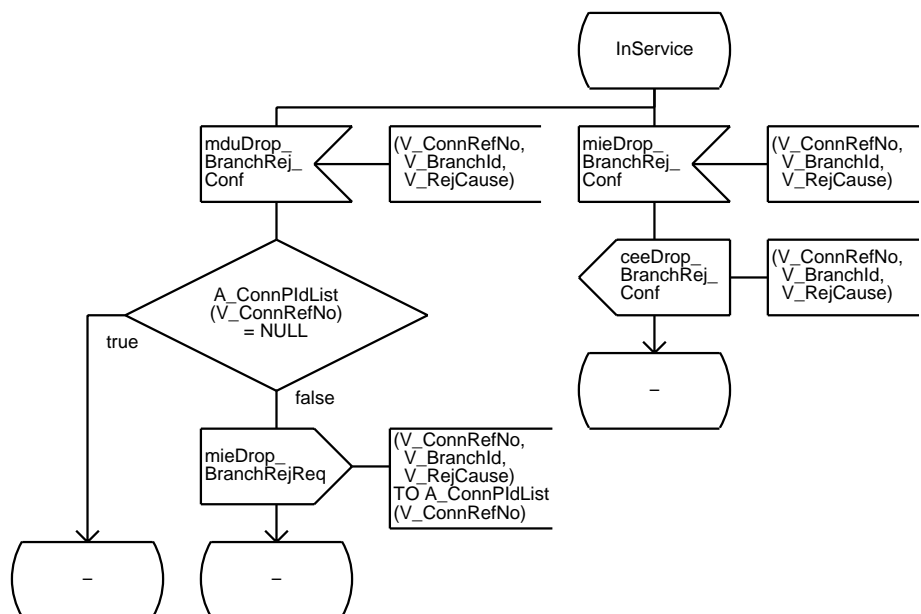 InService
mduDrop_
BranchRej_
Conf
(V_ConnRefNo,
V_BranchId,
V_RejCause)
mieDrop_
BranchRej_
Conf
(V_ConnRefNo,
V_BranchId,
V_RejCause)
A_ConnPIdList
(V_ConnRefNo)
= NULL
true
false
ceeDrop_
BranchRej_
Conf
(V_ConnRefNo,
V_BranchId,
V_RejCause)
–
mieDrop_
BranchRejReq
(V_ConnRefNo,
V_BranchId,
V_RejCause)
TO A_ConnPIdList
(V_ConnRefNo)
–
–